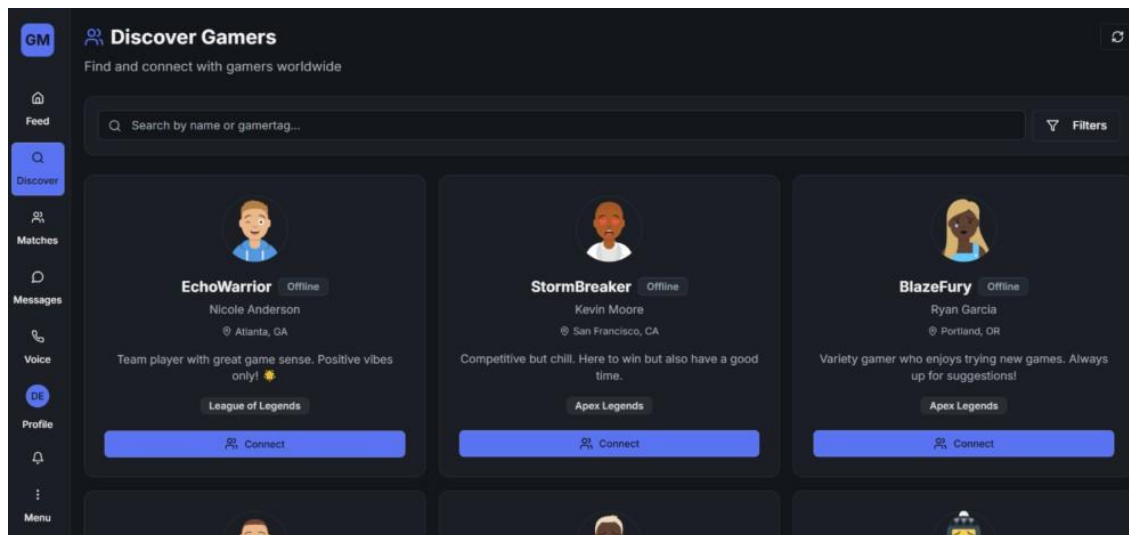 GM
Discover Gamers
Find and connect with gamers worldwide
Feed
Search by name or gamertag...
Filters
Discover
Matches
Messages
Voice
DE
Profile
Menu
EchoWarrior Offline
Nicole Anderson
Atlanta, GA
Team player with great game sense. Positive vibes
only!
League of Legends
Connect
StormBreaker Offline
Kevin Moore
San Francisco, CA
Competitive but chill. Here to win but also have a good
time.
Apex Legends
Connect
BlazeFury Offline
Ryan Garcia
Portland, OR
Variety gamer who enjoys trying new games. Always
up for suggestions!
Apex Legends
Connect